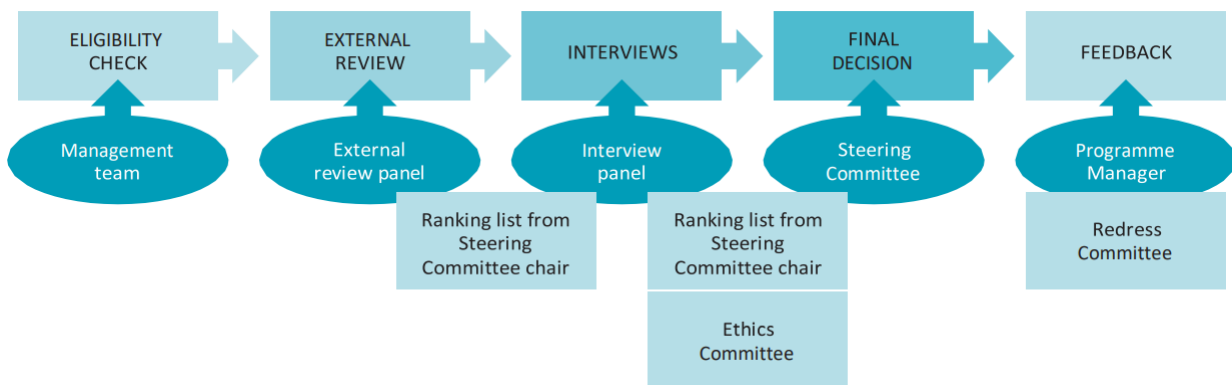 ELIGIBILITY
CHECK
EXTERNAL
REVIEW
INTERVIEWS
FINAL
DECISION
FEEDBACK
Management
team
External
review panel
Interview
panel
Steering
Committee
Programme
Manager
Ranking list from
Steering
Committee chair
Ranking list from
Steering
Committee chair
Redress
Committee
Ethics
Committee